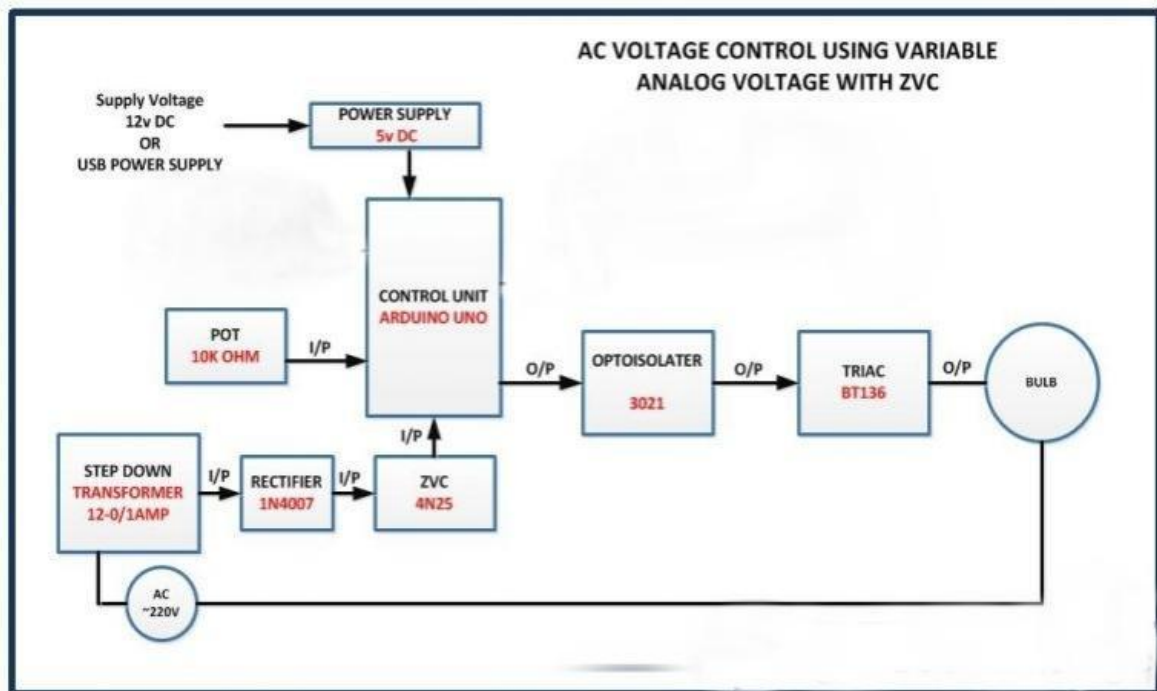 AC VOLTAGE CONTROL USING VARIABLE
ANALOG VOLTAGE WITH ZVC
Supply Voltage
12v DC
OR
USB POWER SUPPLY
POWER SUPPLY
5v DC
CONTROL UNIT
ARDUINO UNO
POT
10K OHM
I/P
O/P
OPTOISOLATER
3021
O/P
TRIAC
BT136
O/P
BULB
I/P
STEP DOWN
TRANSFORMER
12-0/1AMP
I/P
RECTIFIER
1N4007
I/P
ZVC
4N25
AC
~220V